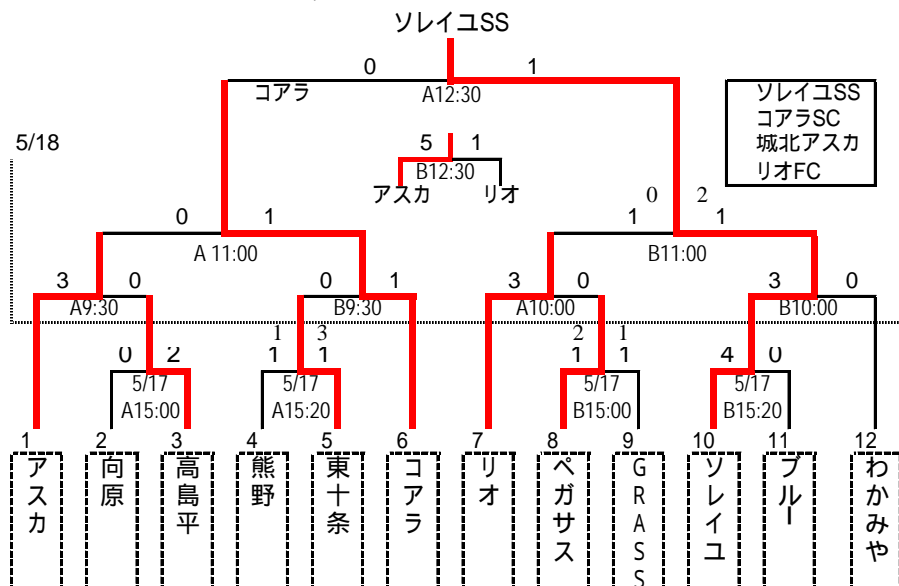 ソレイユSS
0 1
コアラ A12:30
ソレイユSS
コアラSC
城北アスカ
リオFC
5/18
5 1
B12:30
アスカ リオ
0 2
0 1 1 1
A 11:00 B11:00
3 0 0 1 3 0 3 0
A9:30 B9:30 A10:00 B10:00
1 3 2 1
0 2 1 1 1 1 4 0
5/17 5/17 5/17 5/17
A15:00 A15:20 B15:00 B15:20
1 2 3 4 5 6 7 8 9 10 11 12
アスカ
向原
高島平
熊野
東十条
コアラ
リオ
ペガサス
GRASS
ソレイユ
ブルー
わかみや